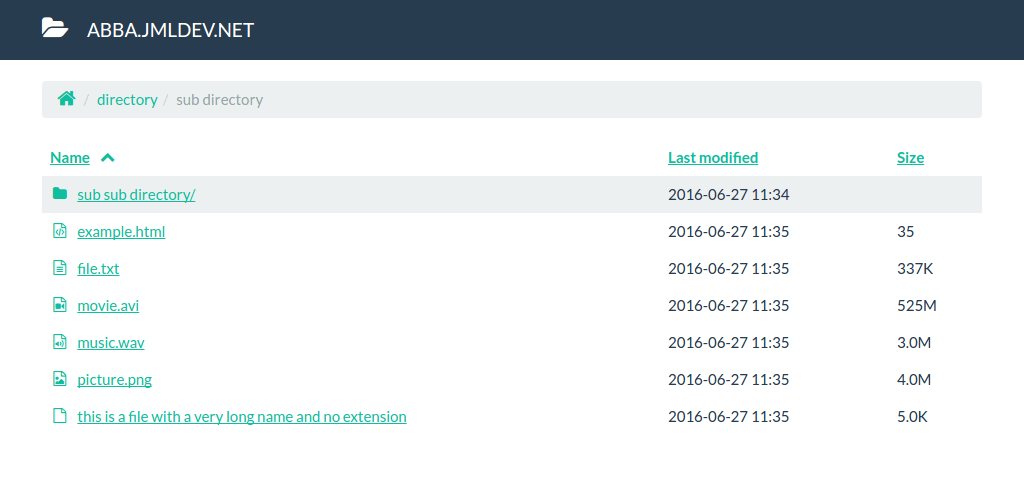 ABBA.JMLDEV.NET
/ directory / sub directory
Name Last modified Size
sub sub directory/ 2016-06-27 11:34
example.html 2016-06-27 11:35 35
file.txt 2016-06-27 11:35 337K
movie.avi 2016-06-27 11:35 525M
music.wav 2016-06-27 11:35 3.0M
picture.png 2016-06-27 11:35 4.0M
this is a file with a very long name and no extension 2016-06-27 11:35 5.0K